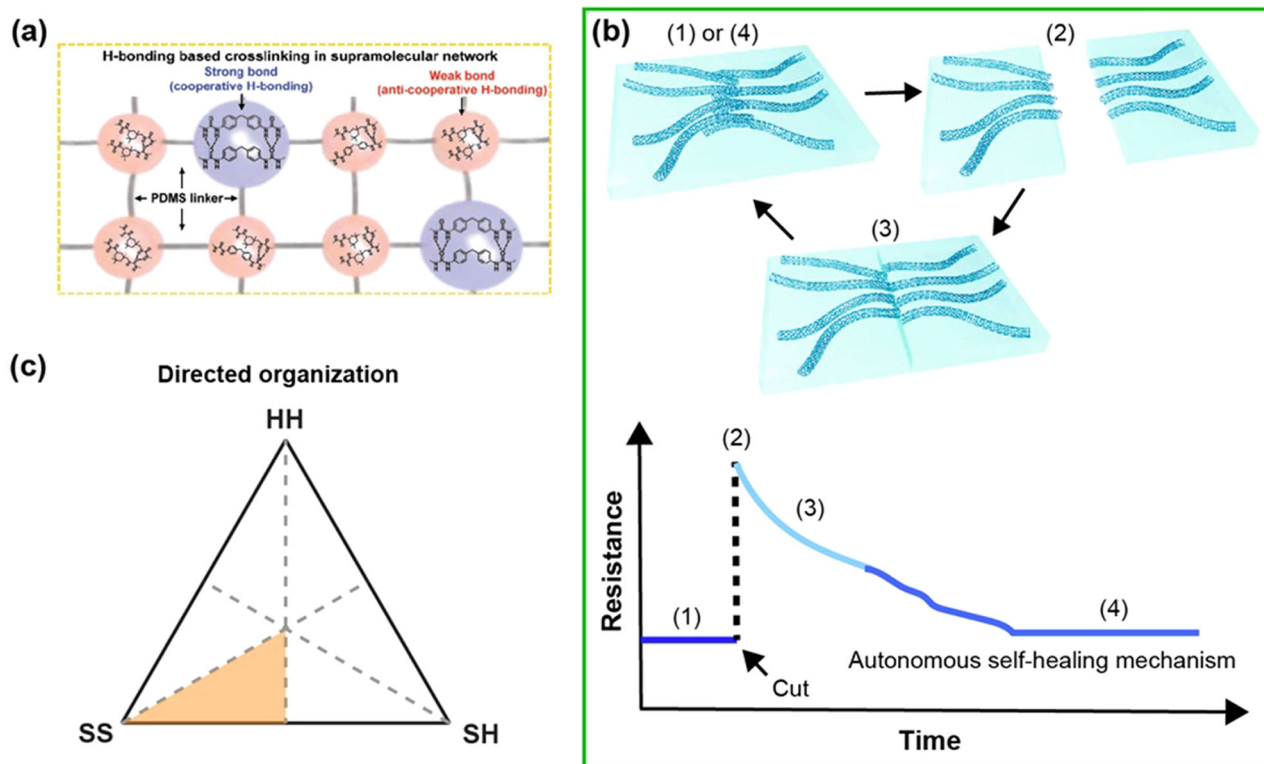 (a)
H-bonding based crosslinking in supramolecular network
Strong bond
(cooperative H-bonding)
Weak bond
(anti-cooperative H-bonding)
PDMS linker
(b)
(1) or (4)
(2)
(3)
(c)
Directed organization
HH
SS
SH
Resistance
(1)
(2)
(3)
(4)
Cut
Autonomous self-healing mechanism
Time